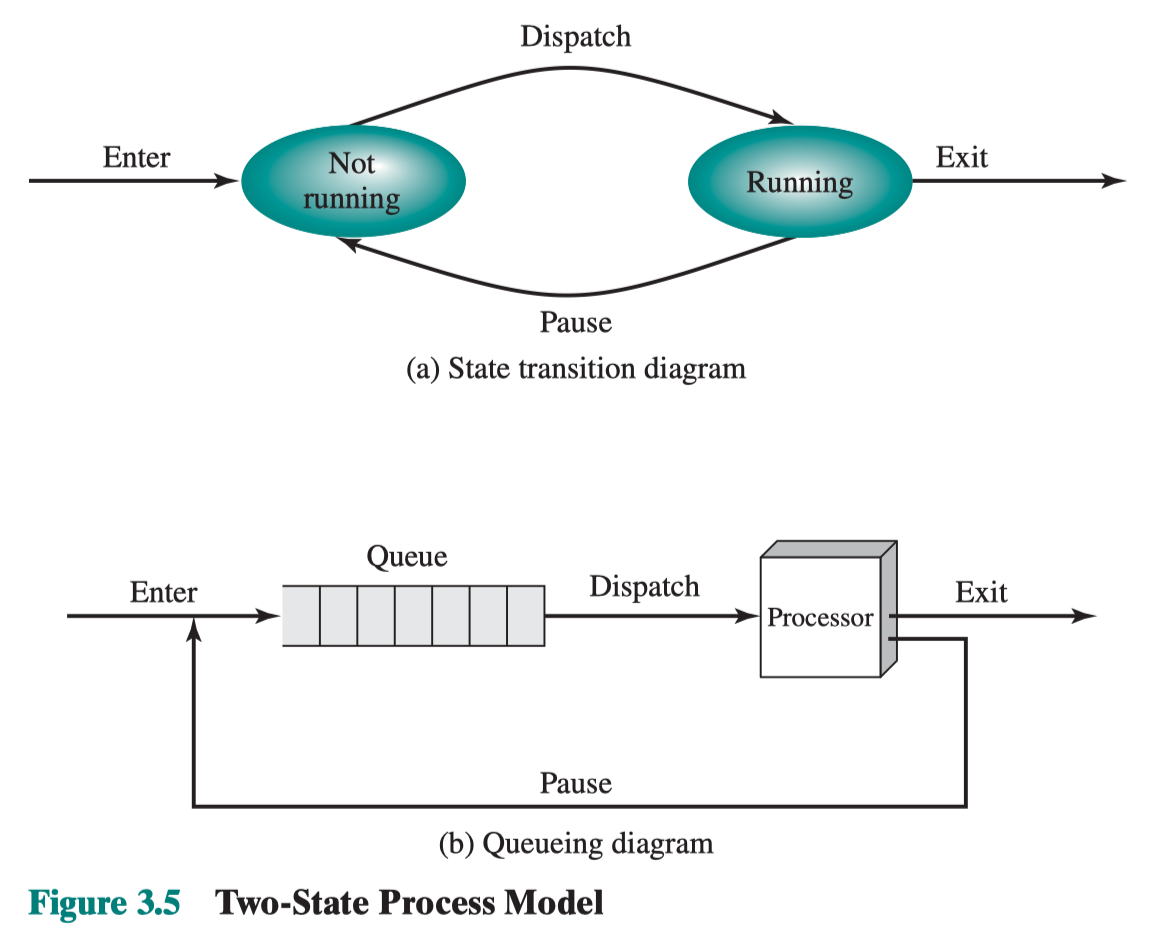 Dispatch
Enter
Not
running
Running
Exit
Pause
(a) State transition diagram
Queue
Enter
Dispatch
Processor
Exit
Pause
(b) Queueing diagram
Figure 3.5 Two-State Process Model